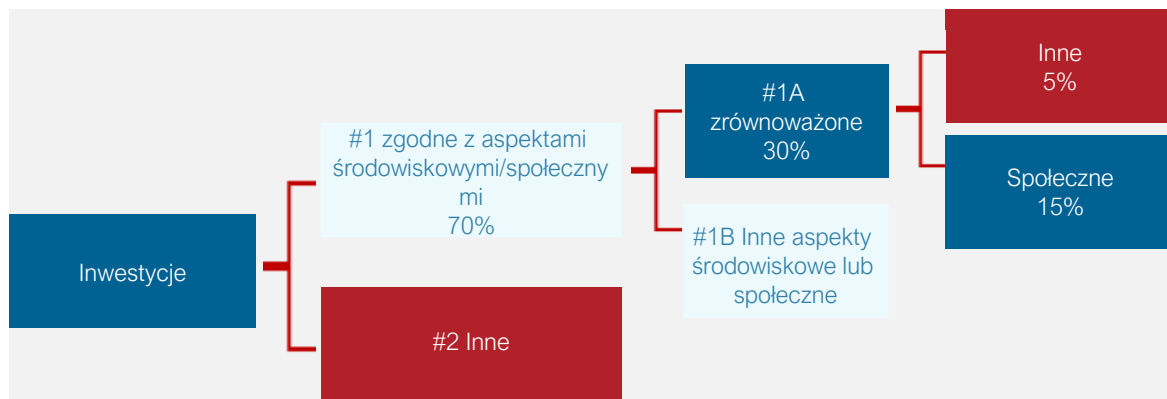 Inwestycje
#1 zgodne z aspektami
środowiskowymi/społeczny
mi
70%
#2 Inne
#1A
zrównoważone
30%
#1B Inne aspekty
środowiskowe lub
społeczne
Inne
5%
Społeczne
15%